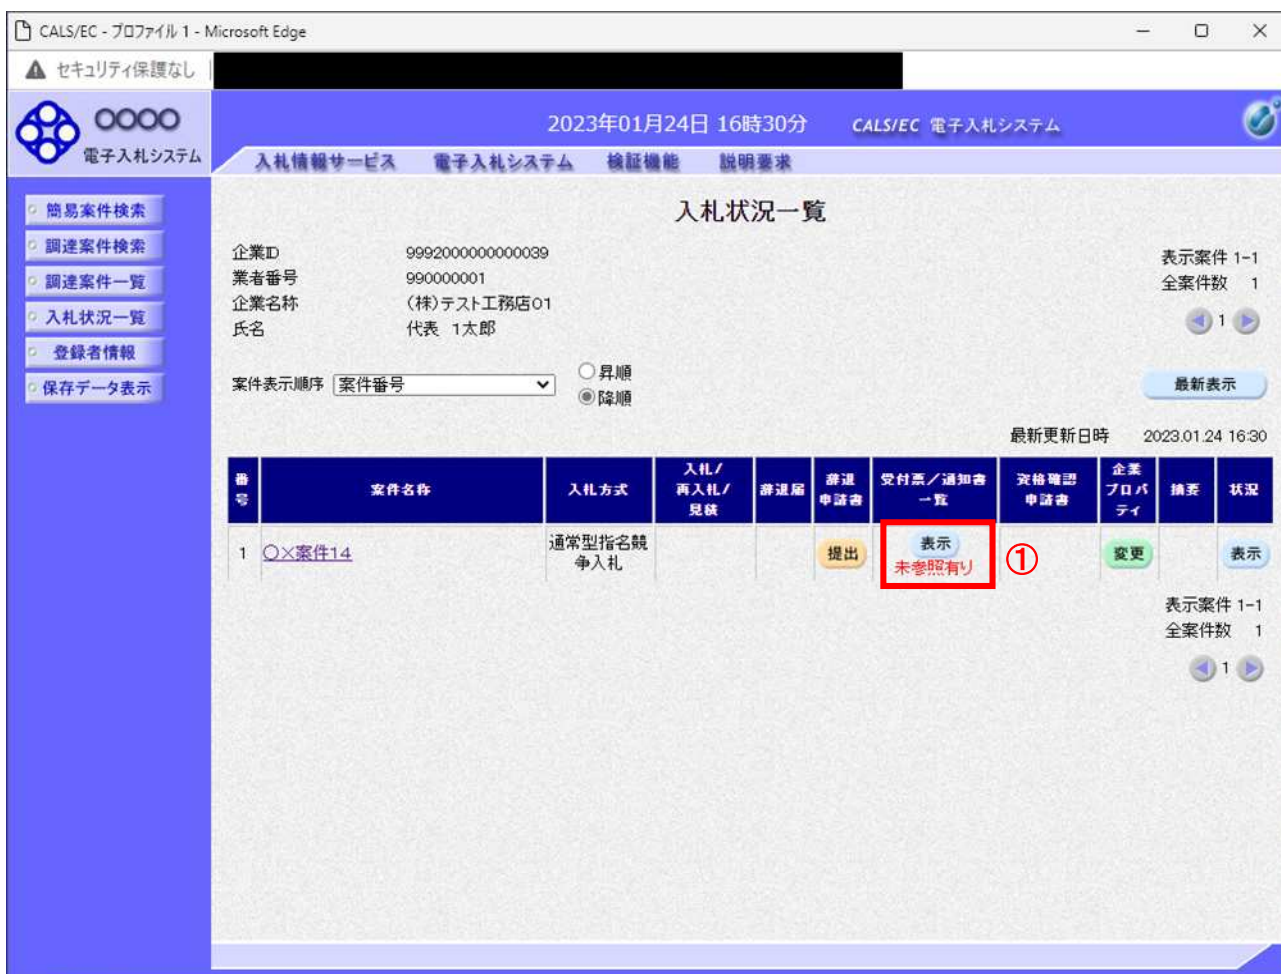 CALS/EC - プロファイル 1 - Microsoft Edge
セキュリティ保護なし
〇〇〇〇
電子入札システム
2023年01月24日 16時30分
CALS/EC 電子入札システム
入札情報サービス 電子入札システム 検証機能 説明要求
簡易案件検索
調達案件検索
調達案件一覧
入札状況一覧
登録者情報
保存データ表示
入札状況一覧
企業ID 9992000000000039
業者番号 990000001
企業名称 (株)テスト工務店01
氏名 代表 1太郎
表示案件 1-1
全案件数 1
1
案件表示順序 案件番号
昇順
降順
最新表示
最新更新日時 2023.01.24 16:30
番号 案件名称 入札方式 入札/再入札/見積 辞退届 辞退申請書 受付票/通知書一覧 資格確認申請書 企業プロパティ 摘要 状況
1 〇×案件14 通常型指名競争入札 提出 表示 未参照有り ① 変更 表示
表示案件 1-1
全案件数 1
1